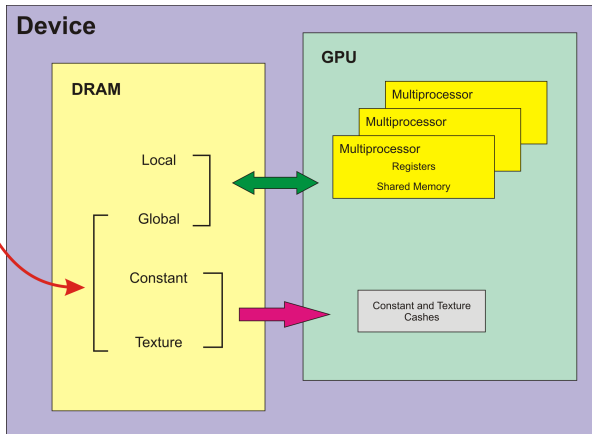 Device
DRAM
Local
Global
Constant
Texture
GPU
Multiprocessor
Multiprocessor
Multiprocessor
Registers
Shared Memory
Constant and Texture
Cashes